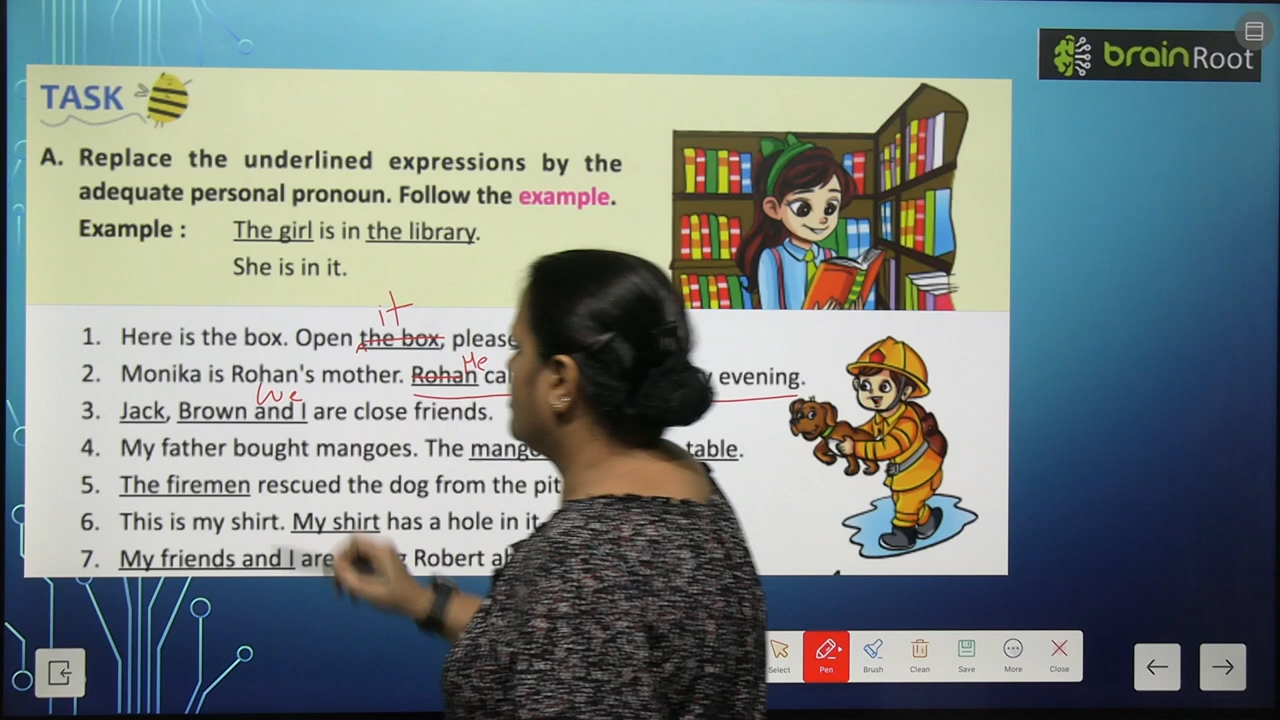 brainRoot
TASK
A. Replace the underlined expressions by the
adequate personal pronoun. Follow the example.
Example : The girl is in the library.
She is in it.
it
1. Here is the box. Open the box, please
He
2. Monika is Rohan's mother. Rohan evening.
We
3. Jack, Brown and I are close friends.
4. My father bought mangoes. The table.
5. The firemen rescued the dog from the pit
6. This is my shirt. My shirt has a hole in it
7. My friends and I are Robert
Select Pen Brush Clean Save More Close